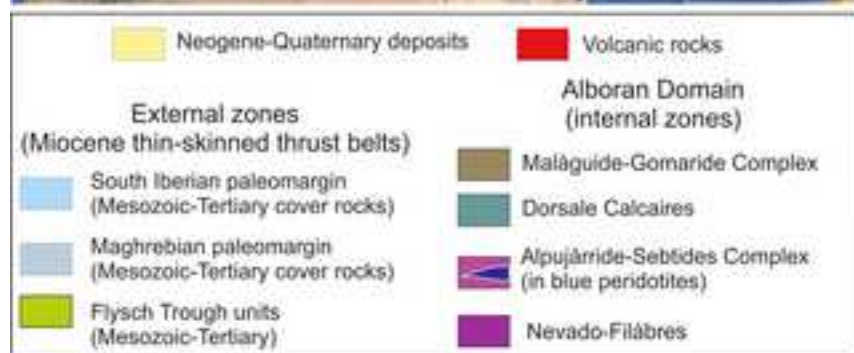 Neogene-Quaternary deposits
Volcanic rocks
External zones
(Miocene thin-skinned thrust belts)
South Iberian paleomargin
(Mesozoic-Tertiary cover rocks)
Maghrebian paleomargin
(Mesozoic-Tertiary cover rocks)
Flysch Trough units
(Mesozoic-Tertiary)
Alboran Domain
(internal zones)
Malàguide-Gomaride Complex
Dorsale Calcaires
Alpujàrride-Sebtides Complex
(in blue peridotites)
Nevado-Filàbres